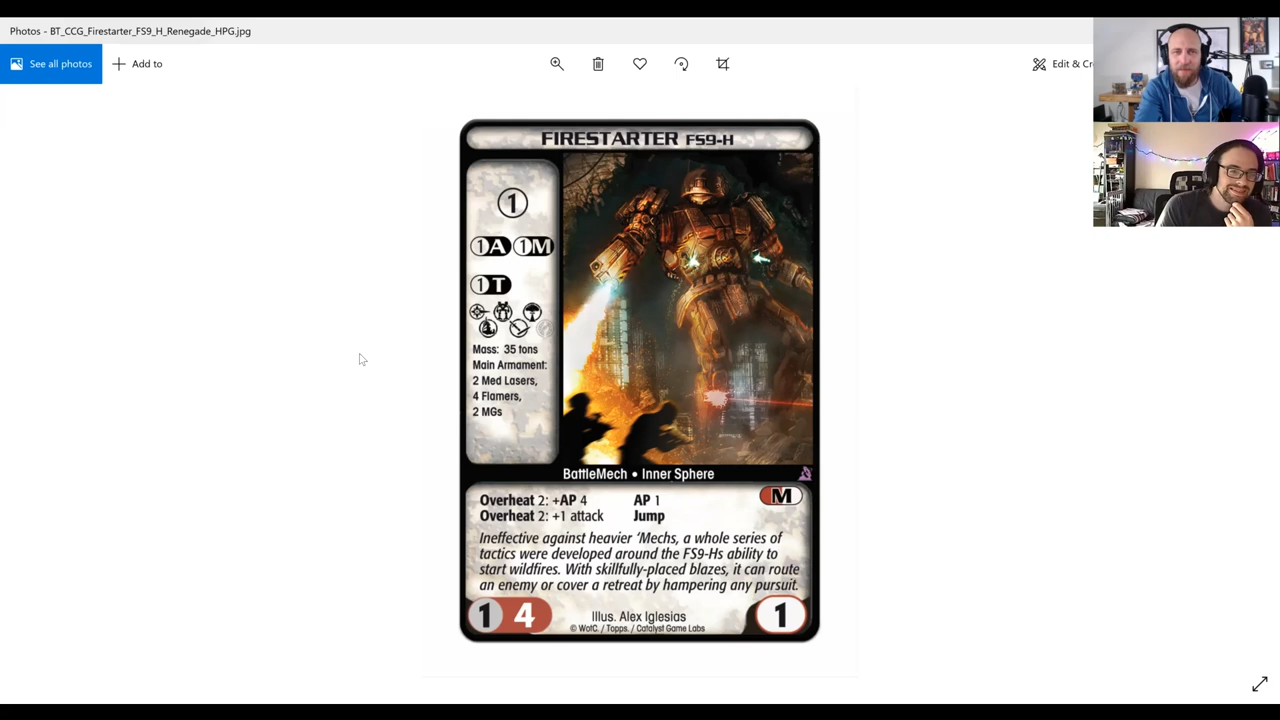 Photos - BT_CCG_Firestarter_FS9_H_Renegade_HPG.jpg
See all photos
Add to
Edit & Cr
FIRESTARTER FS9-H
1
1A 1M
1T
Mass: 35 tons
Main Armament:
2 Med Lasers,
4 Flamers,
2 MGs
BattleMech • Inner Sphere
Overheat 2: +AP 4 AP 1 M
Overheat 2: +1 attack Jump
Ineffective against heavier ‘Mechs, a whole series of
tactics were developed around the FS9-Hs ability to
start wildfires. With skillfully-placed blazes, it can route
an enemy or cover a retreat by hampering any pursuit.
1 4 Illus. Alex Iglesias 1
© WotC. / Topps. / Catalyst Game Labs